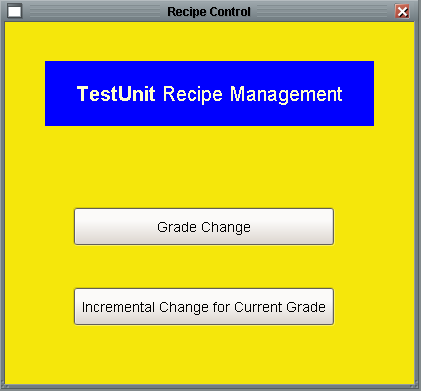 Recipe Control
TestUnit Recipe Management
Grade Change
Incremental Change for Current Grade